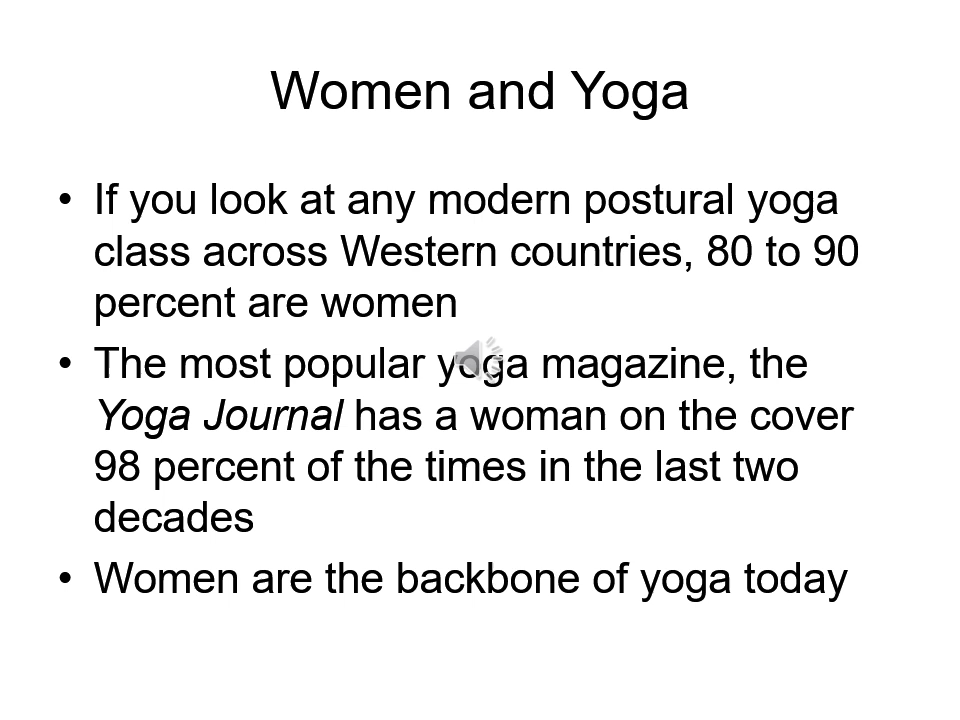 Women and Yoga
• If you look at any modern postural yoga
class across Western countries, 80 to 90
percent are women
• The most popular yoga magazine, the
Yoga Journal has a woman on the cover
98 percent of the times in the last two
decades
• Women are the backbone of yoga today